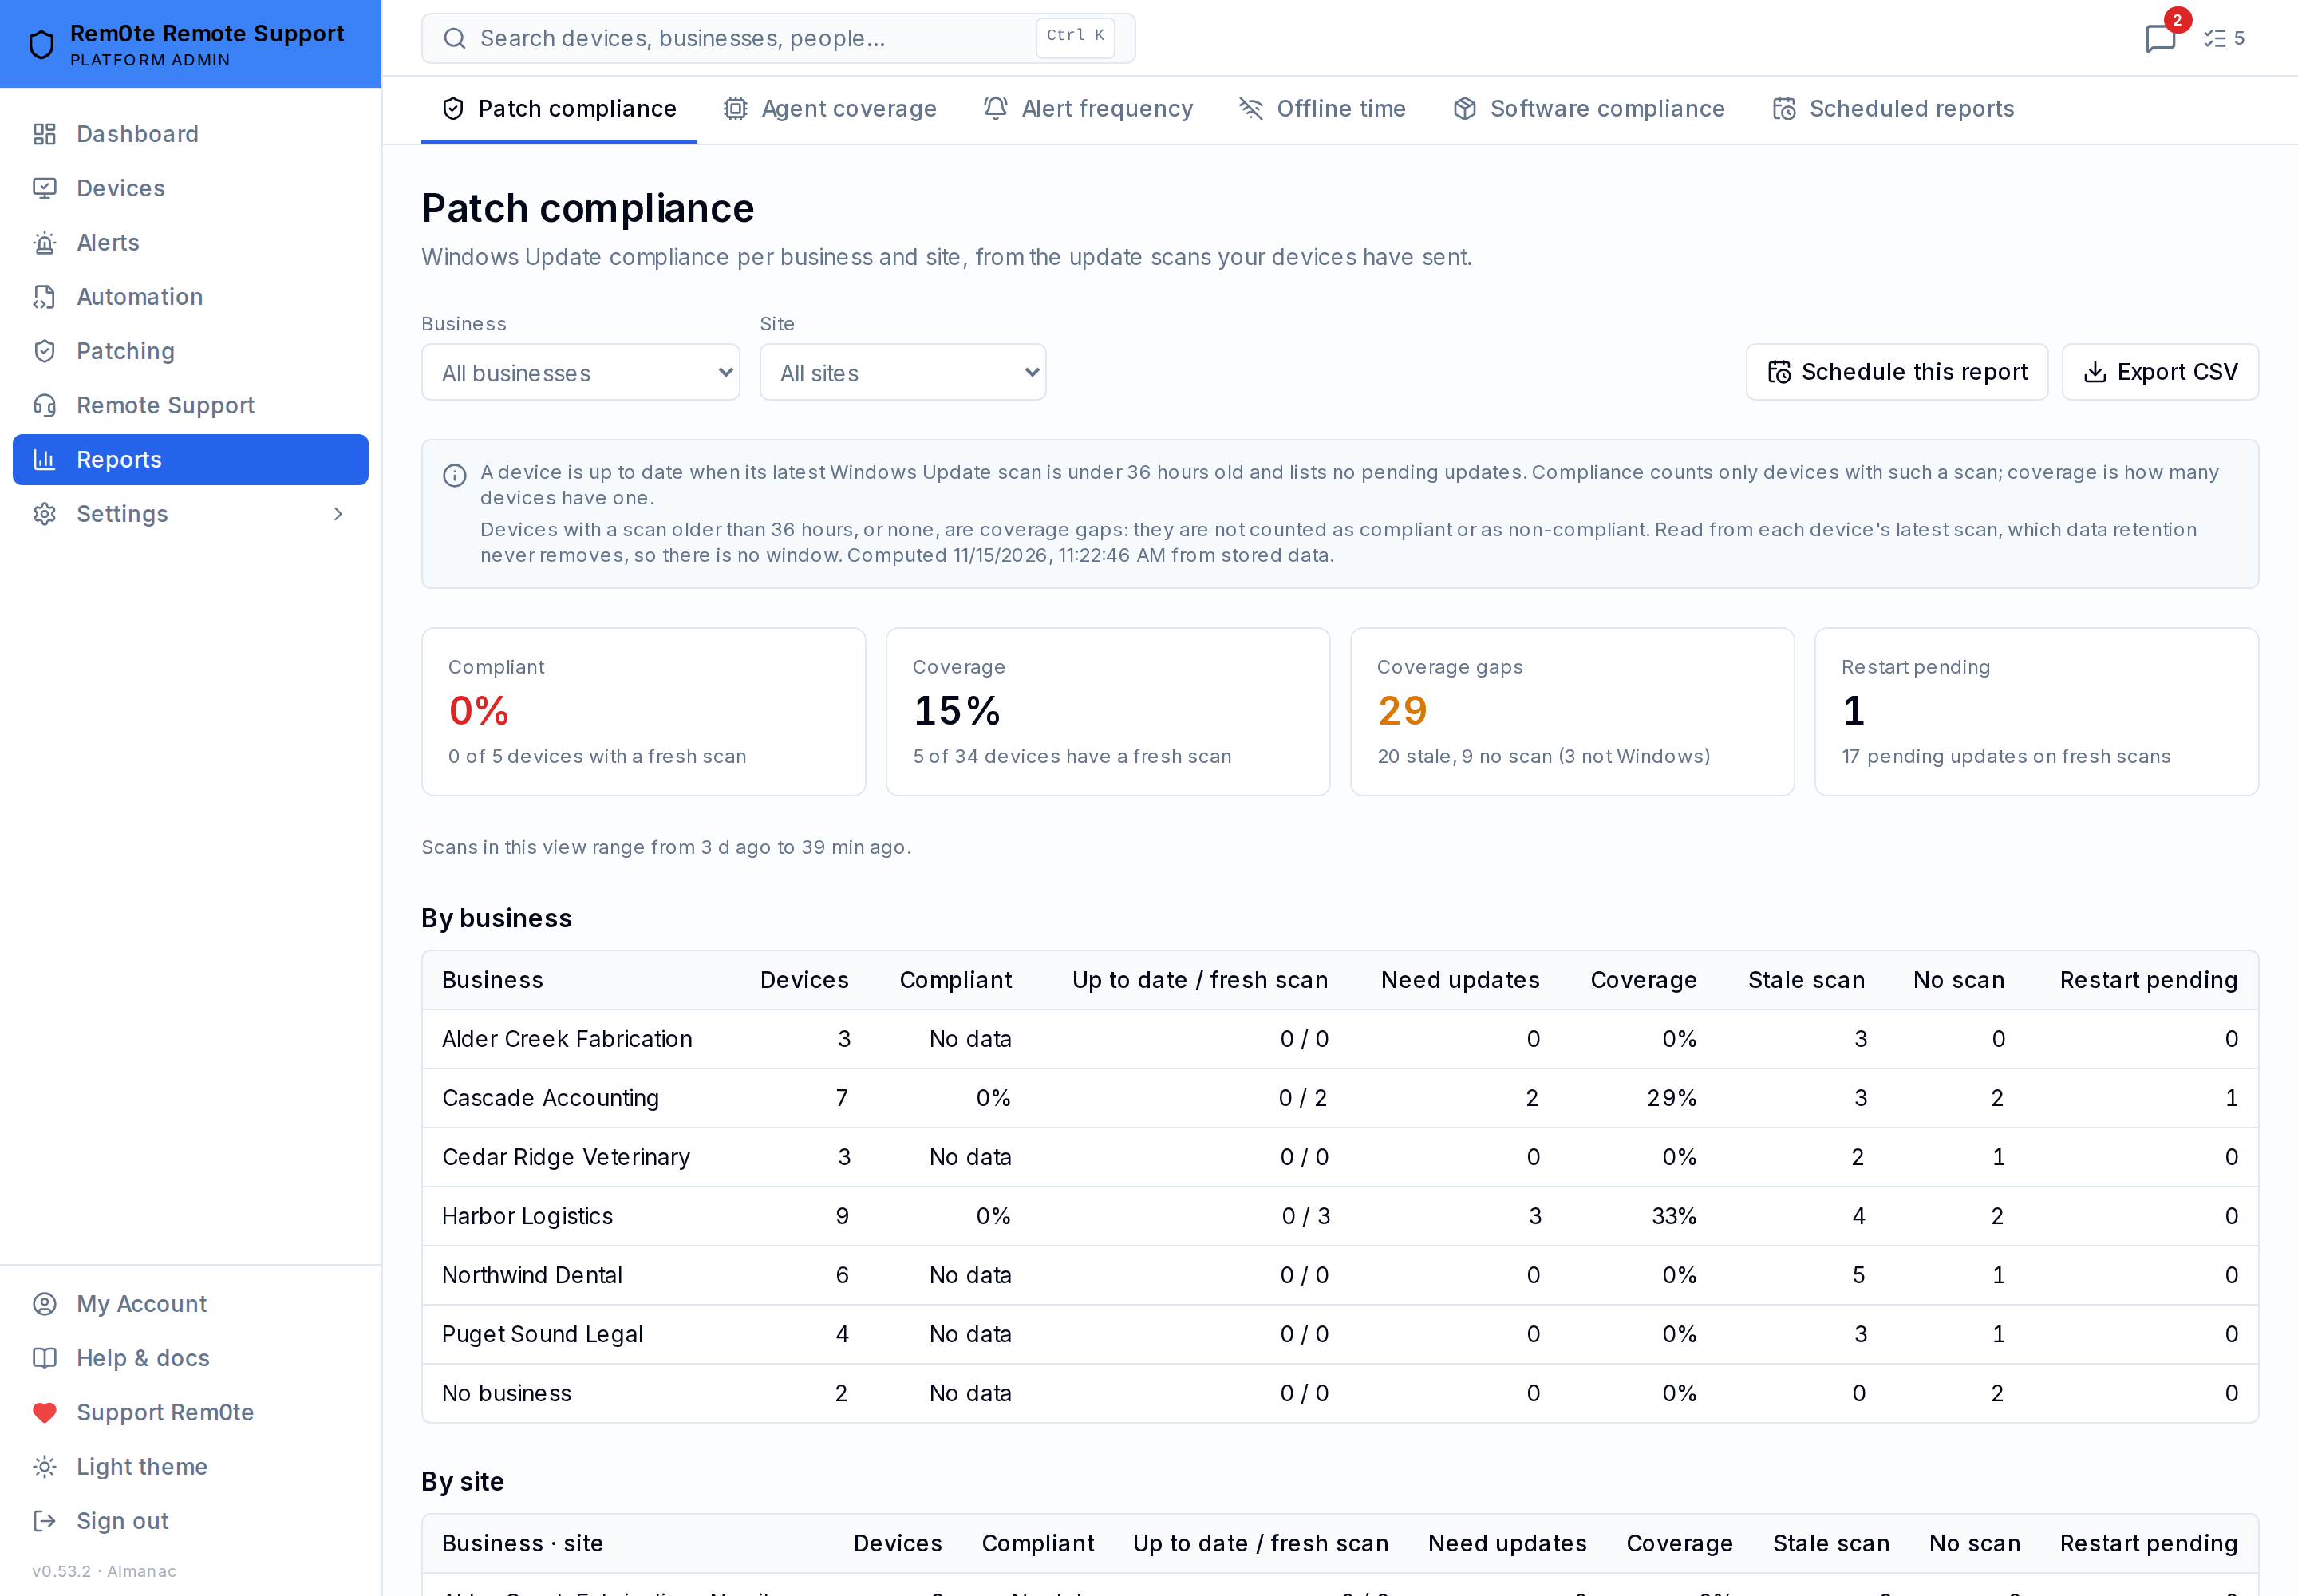 Rem0te Remote Support
PLATFORM ADMIN
Search devices, businesses, people...
Ctrl K
2
5
Dashboard
Devices
Alerts
Automation
Patching
Remote Support
Reports
Settings
My Account
Help & docs
Support Rem0te
Light theme
Sign out
v0.53.2 · Almanac
Patch compliance
Agent coverage
Alert frequency
Offline time
Software compliance
Scheduled reports
Patch compliance
Windows Update compliance per business and site, from the update scans your devices have sent.
Business
Site
All businesses
All sites
Schedule this report
Export CSV
A device is up to date when its latest Windows Update scan is under 36 hours old and lists no pending updates. Compliance counts only devices with such a scan; coverage is how many
devices have one.
Devices with a scan older than 36 hours, or none, are coverage gaps: they are not counted as compliant or as non-compliant. Read from each device's latest scan, which data retention
never removes, so there is no window. Computed 11/15/2026, 11:22:46 AM from stored data.
Compliant
0%
0 of 5 devices with a fresh scan
Coverage
15%
5 of 34 devices have a fresh scan
Coverage gaps
29
20 stale, 9 no scan (3 not Windows)
Restart pending
1
17 pending updates on fresh scans
Scans in this view range from 3 d ago to 39 min ago.
By business
Business Devices Compliant Up to date / fresh scan Need updates Coverage Stale scan No scan Restart pending
Alder Creek Fabrication 3 No data 0 / 0 0 0% 3 0 0
Cascade Accounting 7 0% 0 / 2 2 29% 3 2 1
Cedar Ridge Veterinary 3 No data 0 / 0 0 0% 2 1 0
Harbor Logistics 9 0% 0 / 3 3 33% 4 2 0
Northwind Dental 6 No data 0 / 0 0 0% 5 1 0
Puget Sound Legal 4 No data 0 / 0 0 0% 3 1 0
No business 2 No data 0 / 0 0 0% 0 2 0
By site
Business · site Devices Compliant Up to date / fresh scan Need updates Coverage Stale scan No scan Restart pending